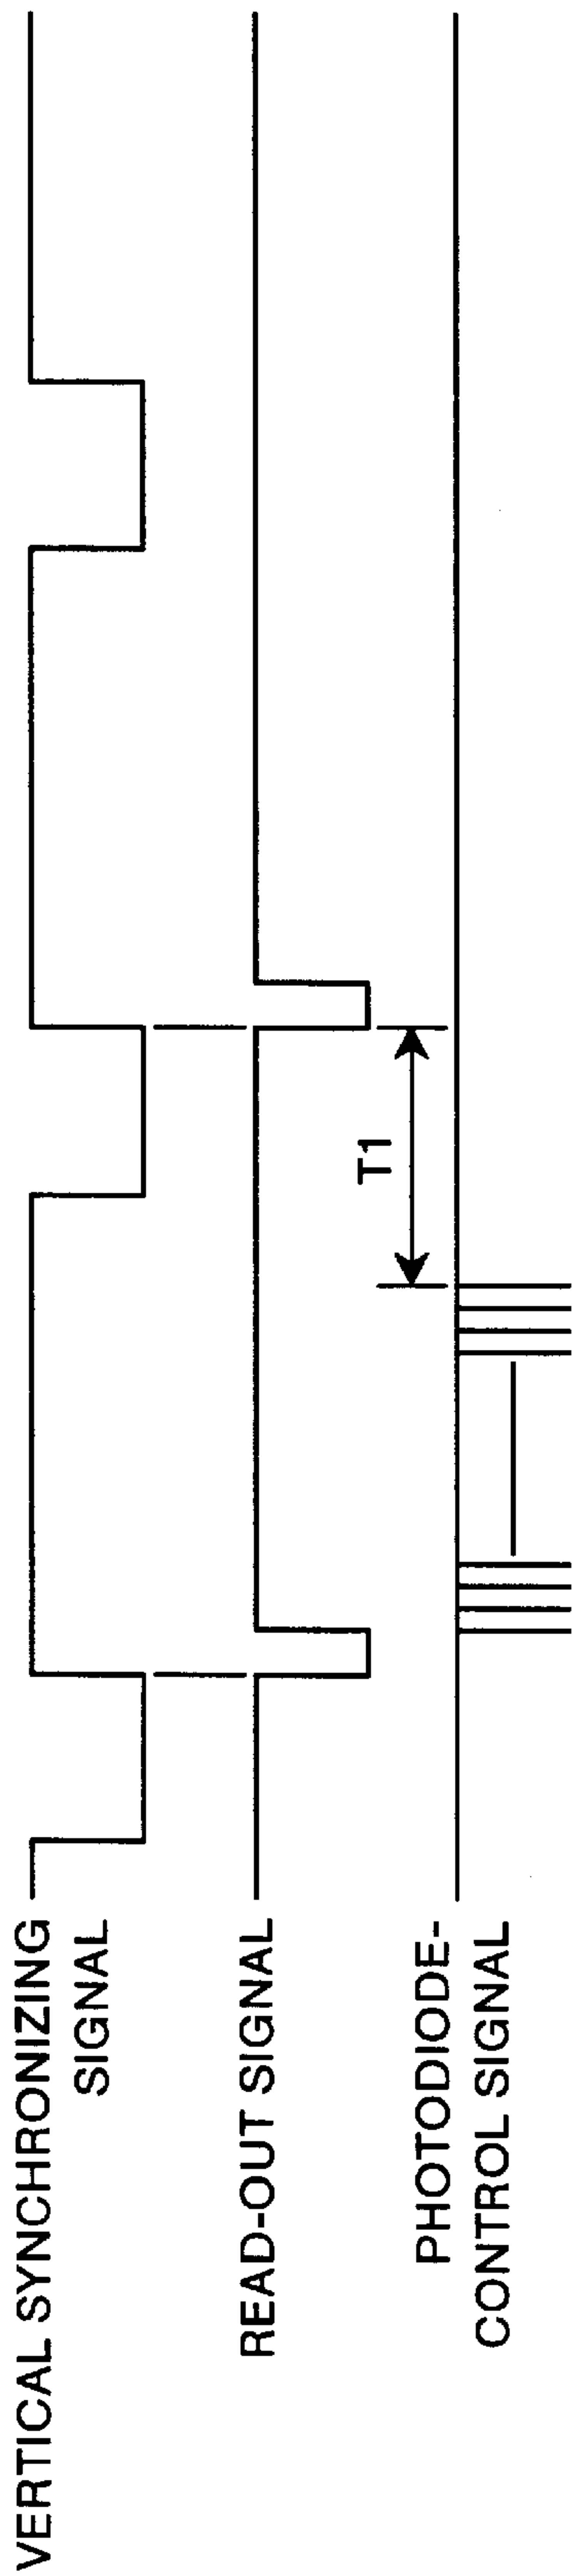 VERTICAL SYNCHRONIZING
SIGNAL
READ-OUT SIGNAL
T1
PHOTODIODE-
CONTROL SIGNAL